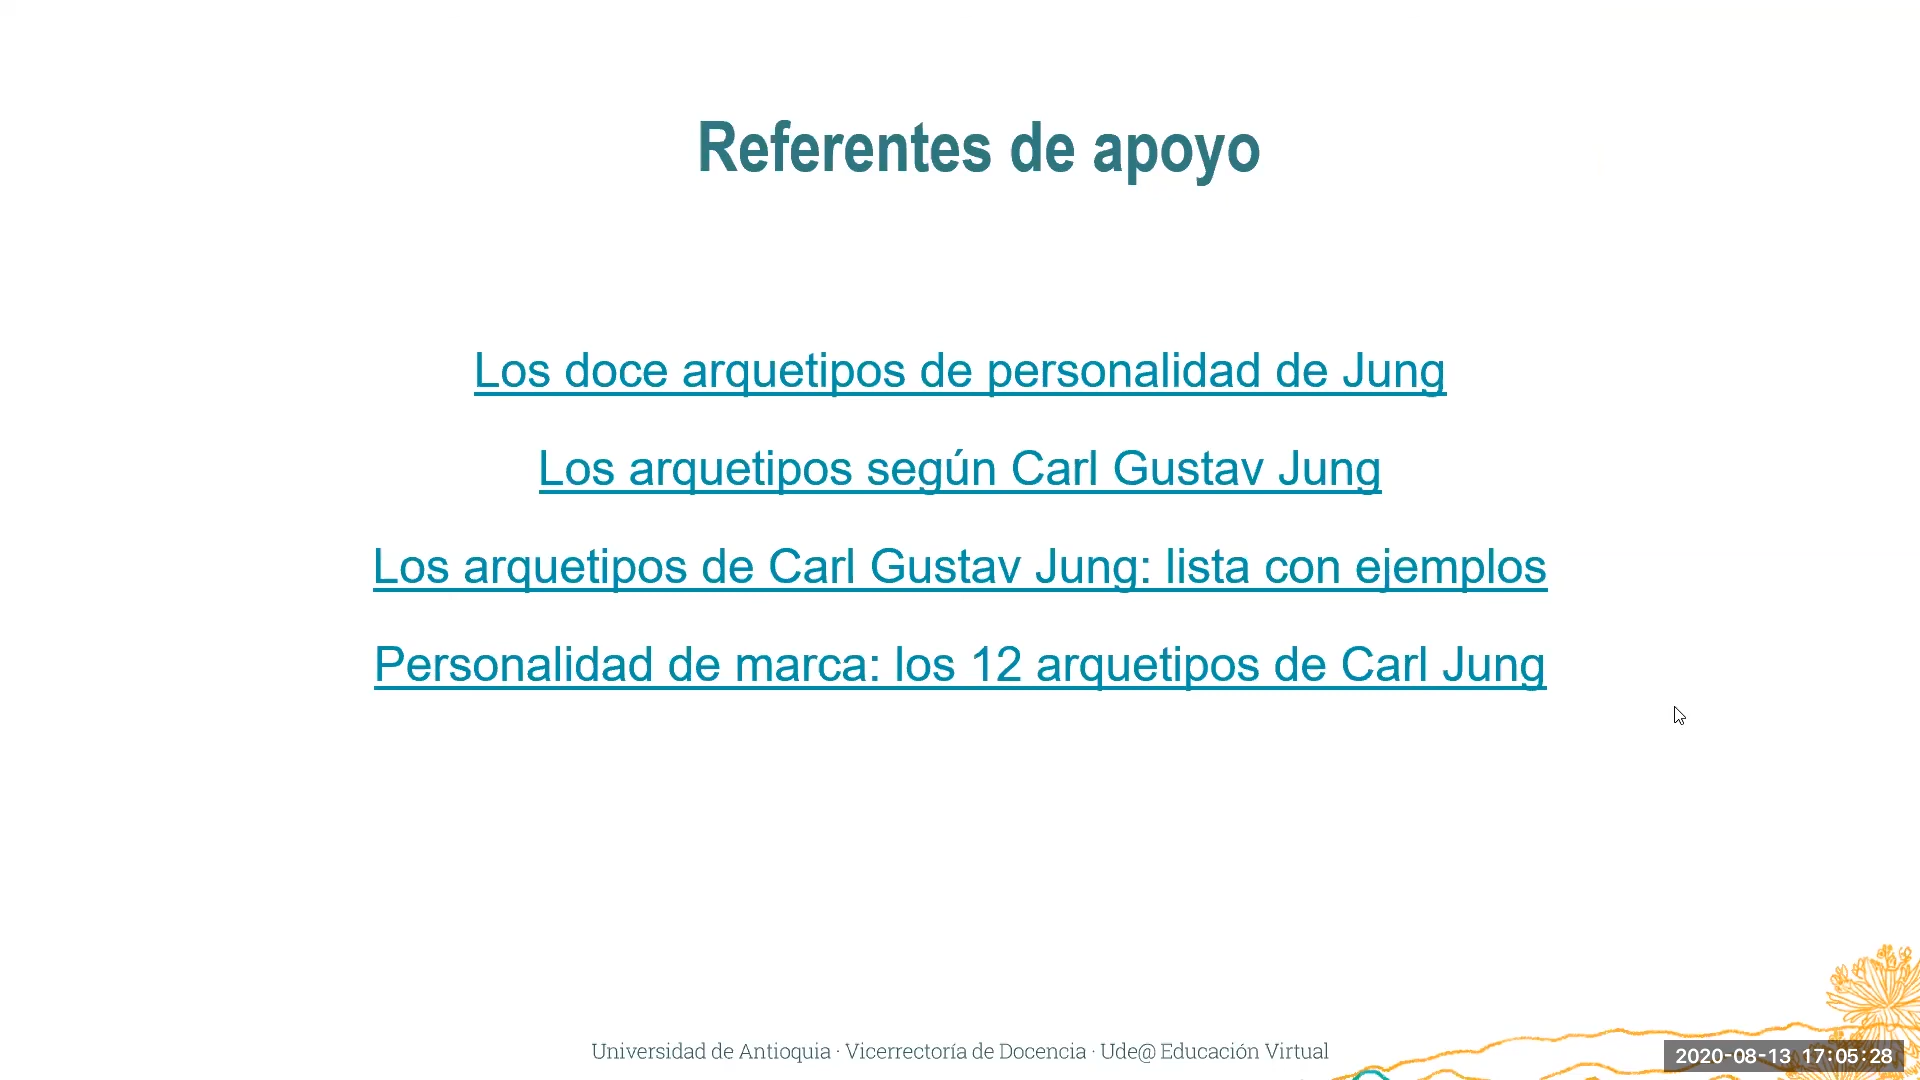 Referentes de apoyo
Los doce arquetipos de personalidad de Jung
Los arquetipos según Carl Gustav Jung
Los arquetipos de Carl Gustav Jung: lista con ejemplos
Personalidad de marca: los 12 arquetipos de Carl Jung
Universidad de Antioquia · Vicerrectoría de Docencia · Ude@ Educación Virtual
2020-08-13 17:05:28